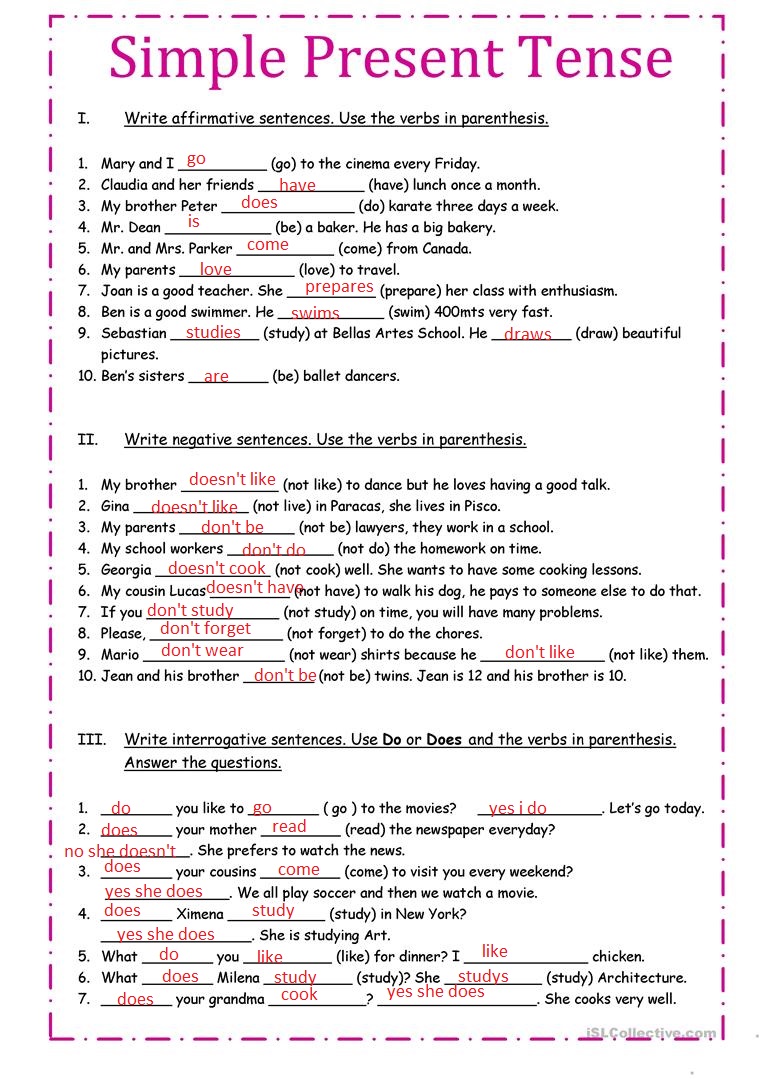 Simple Present Tense
I. Write affirmative sentences. Use the verbs in parenthesis.
1. Mary and I go (go) to the cinema every Friday.
2. Claudia and her friends have (have) lunch once a month.
3. My brother Peter does (do) karate three days a week.
4. Mr. Dean is (be) a baker. He has a big bakery.
5. Mr. and Mrs. Parker come (come) from Canada.
6. My parents love (love) to travel.
7. Joan is a good teacher. She prepares (prepare) her class with enthusiasm.
8. Ben is a good swimmer. He swims (swim) 400mts very fast.
9. Sebastian studies (study) at Bellas Artes School. He draws (draw) beautiful
pictures.
10. Ben's sisters are (be) ballet dancers.
II. Write negative sentences. Use the verbs in parenthesis.
1. My brother doesn't like (not like) to dance but he loves having a good talk.
2. Gina doesn't like (not live) in Paracas, she lives in Pisco.
3. My parents don't be (not be) lawyers, they work in a school.
4. My school workers don't do (not do) the homework on time.
5. Georgia doesn't cook (not cook) well. She wants to have some cooking lessons.
6. My cousin Lucas doesn't have (not have) to walk his dog, he pays to someone else to do that.
7. If you don't study (not study) on time, you will have many problems.
8. Please, don't forget (not forget) to do the chores.
9. Mario don't wear (not wear) shirts because he don't like (not like) them.
10. Jean and his brother don't be (not be) twins. Jean is 12 and his brother is 10.
III. Write interrogative sentences. Use Do or Does and the verbs in parenthesis.
Answer the questions.
1. do you like to go ( go ) to the movies? yes i do. Let's go today.
2. does your mother read (read) the newspaper everyday?
no she doesn't. She prefers to watch the news.
3. does your cousins come (come) to visit you every weekend?
yes she does. We all play soccer and then we watch a movie.
4. does Ximena study (study) in New York?
yes she does. She is studying Art.
5. What do you like (like) for dinner? I like chicken.
6. What does Milena study (study)? She studys (study) Architecture.
7. does your grandma cook? yes she does. She cooks very well.
iSLCollective.com